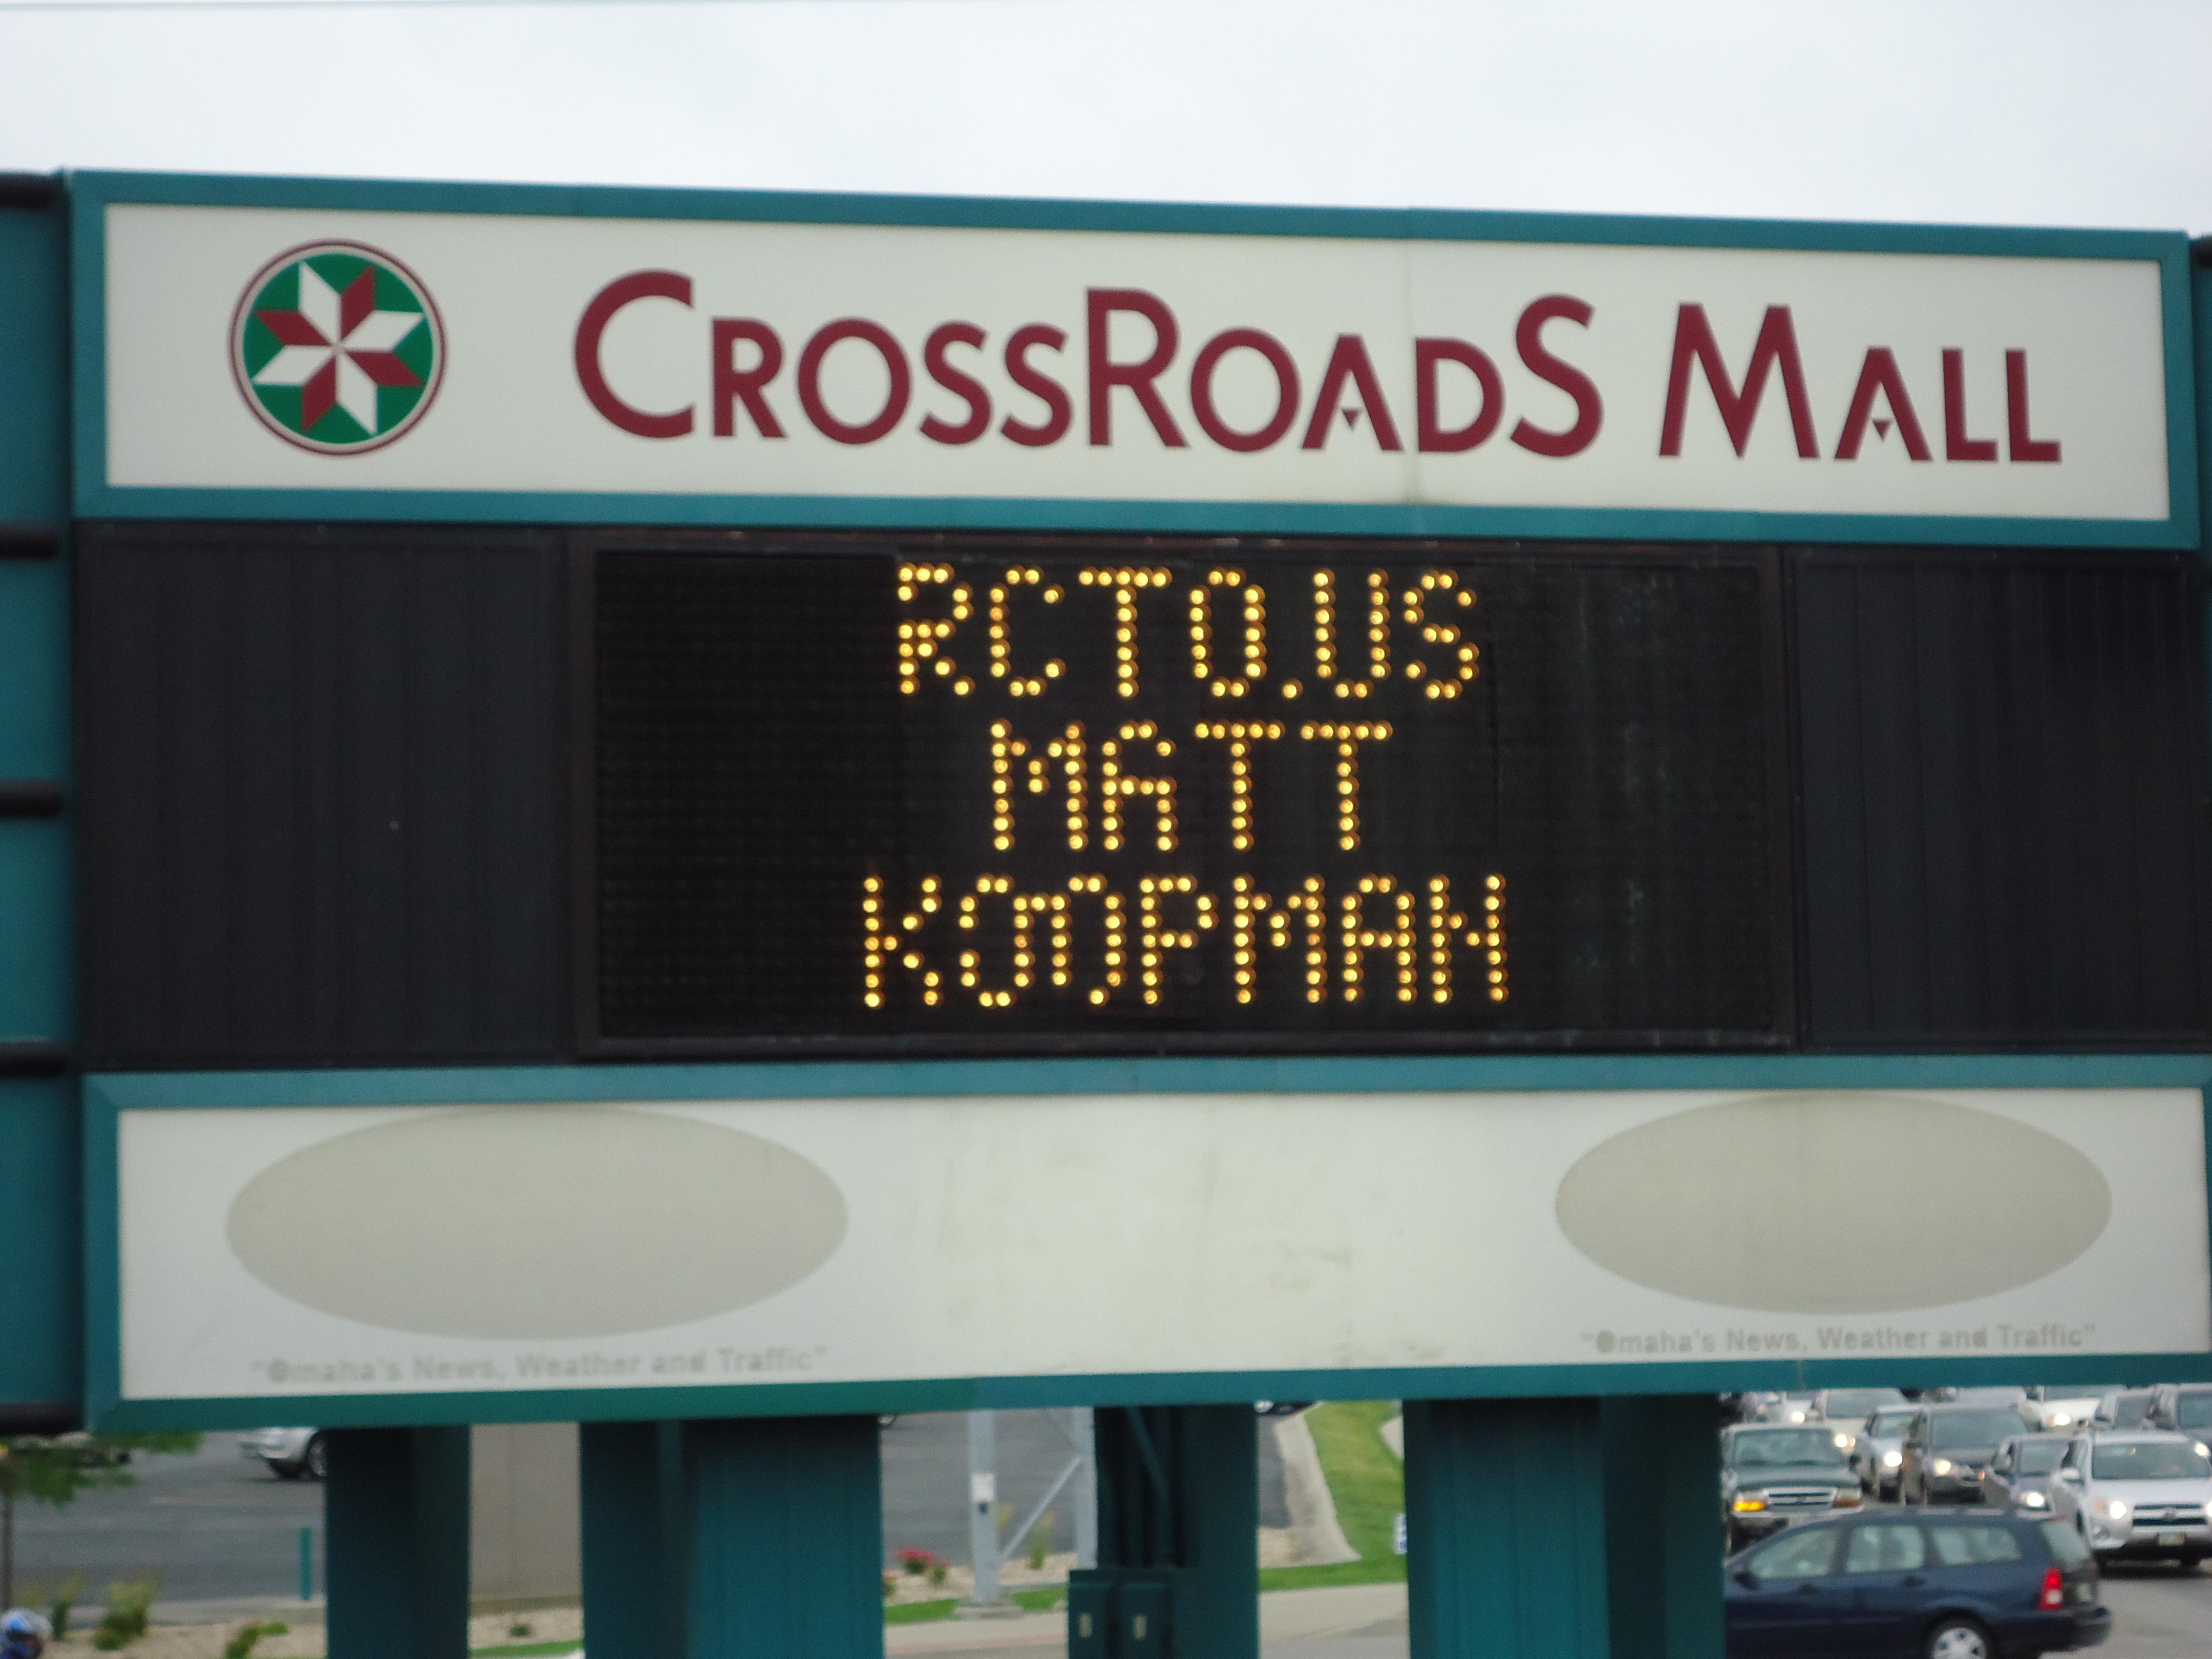 CROSSROADS MALL
RCTO.US
MATT
KOOPMAN
"Omaha's News, Weather and Traffic"
"Omaha's News, Weather and Traffic"